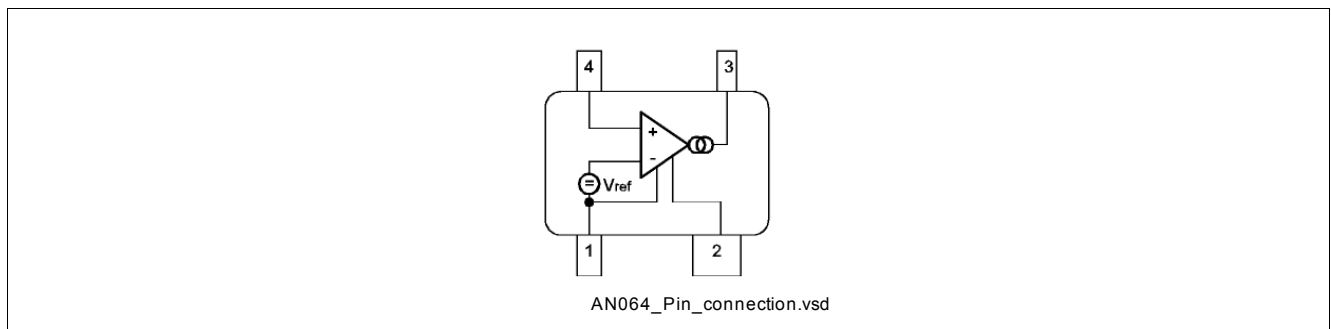 4 3
+
-
= Vref
1 2
AN064_Pin_connection.vsd